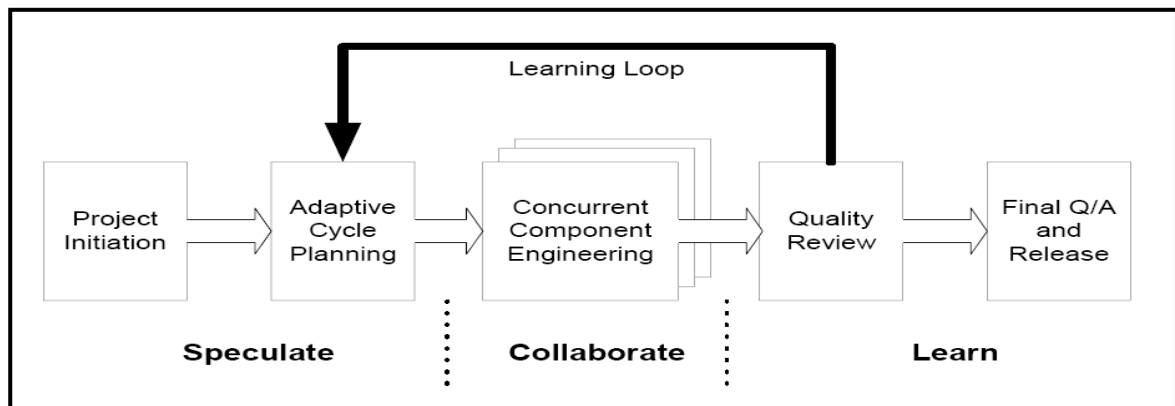 Learning Loop
Project
Initiation
Adaptive
Cycle
Planning
Concurrent
Component
Engineering
Quality
Review
Final Q/A
and
Release
Speculate
Collaborate
Learn